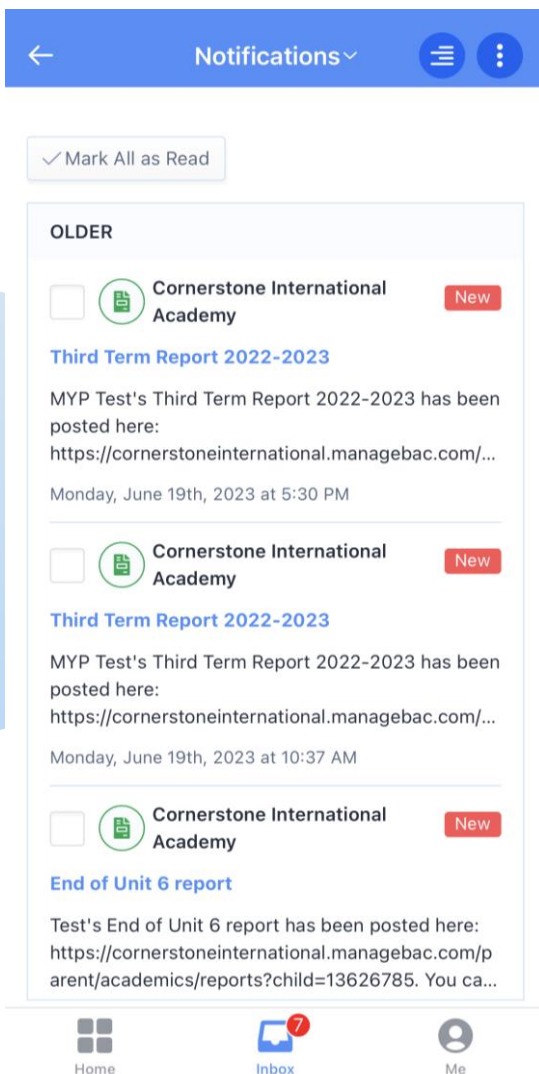 Notifications
Mark All as Read
OLDER
Cornerstone International
Academy
New
Third Term Report 2022-2023
MYP Test's Third Term Report 2022-2023 has been
posted here:
https://cornerstoneinternational.managebac.com/...
Monday, June 19th, 2023 at 5:30 PM
Cornerstone International
Academy
New
Third Term Report 2022-2023
MYP Test's Third Term Report 2022-2023 has been
posted here:
https://cornerstoneinternational.managebac.com/...
Monday, June 19th, 2023 at 10:37 AM
Cornerstone International
Academy
New
End of Unit 6 report
Test's End of Unit 6 report has been posted here:
https://cornerstoneinternational.managebac.com/p
arent/academics/reports?child=13626785. You ca...
7
Home
Inbox
Me